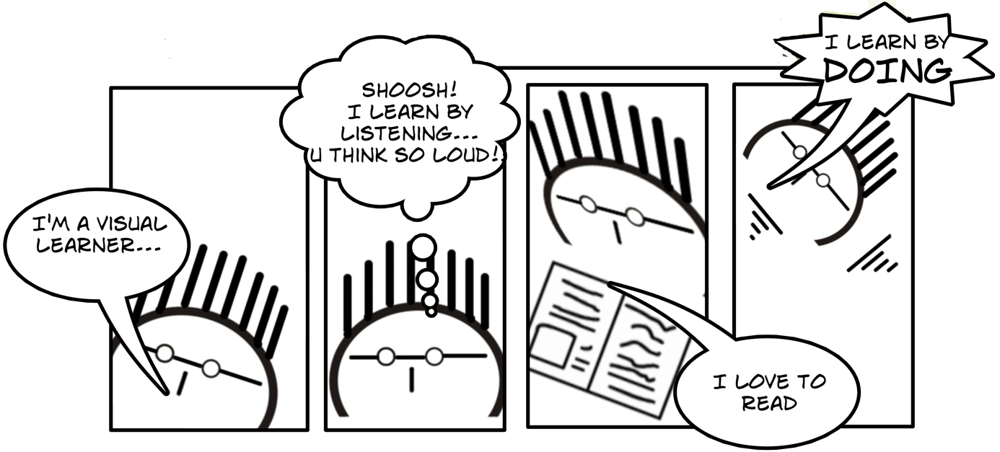 I'M A VISUAL
LEARNER...
SHOOSH!
I LEARN BY
LISTENING...
U THINK SO LOUD!
I LOVE TO
READ
I LEARN BY
DOING